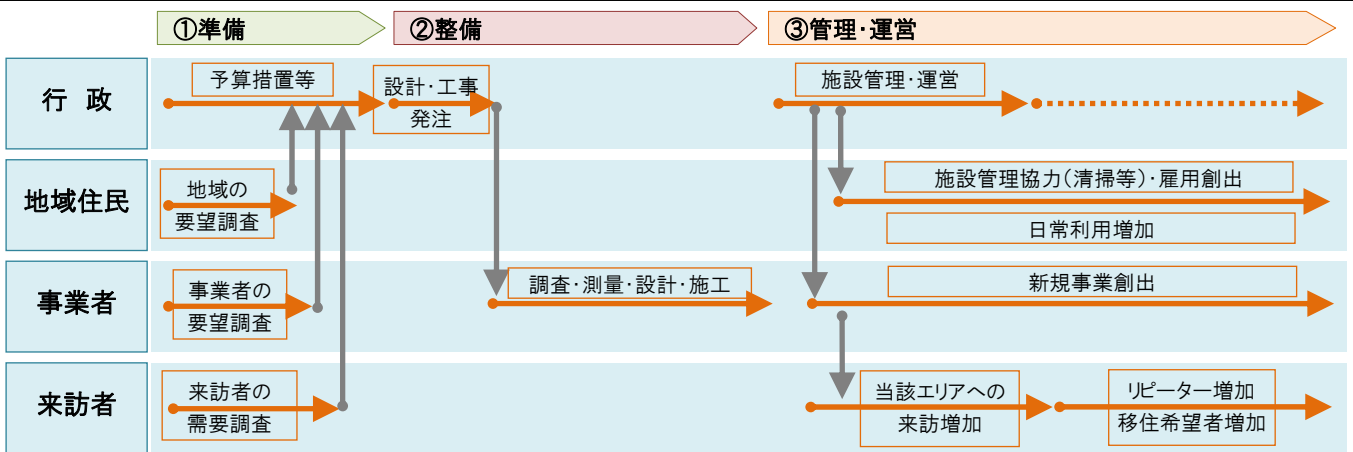 ①準備
②整備
③管理・運営
行 政
予算措置等
設計・工事
発注
施設管理・運営
地域住民
地域の
要望調査
施設管理協力(清掃等)・雇用創出
日常利用増加
事業者
事業者の
要望調査
調査・測量・設計・施工
新規事業創出
来訪者
来訪者の
需要調査
当該エリアへの
来訪増加
リピーター増加
移住希望者増加